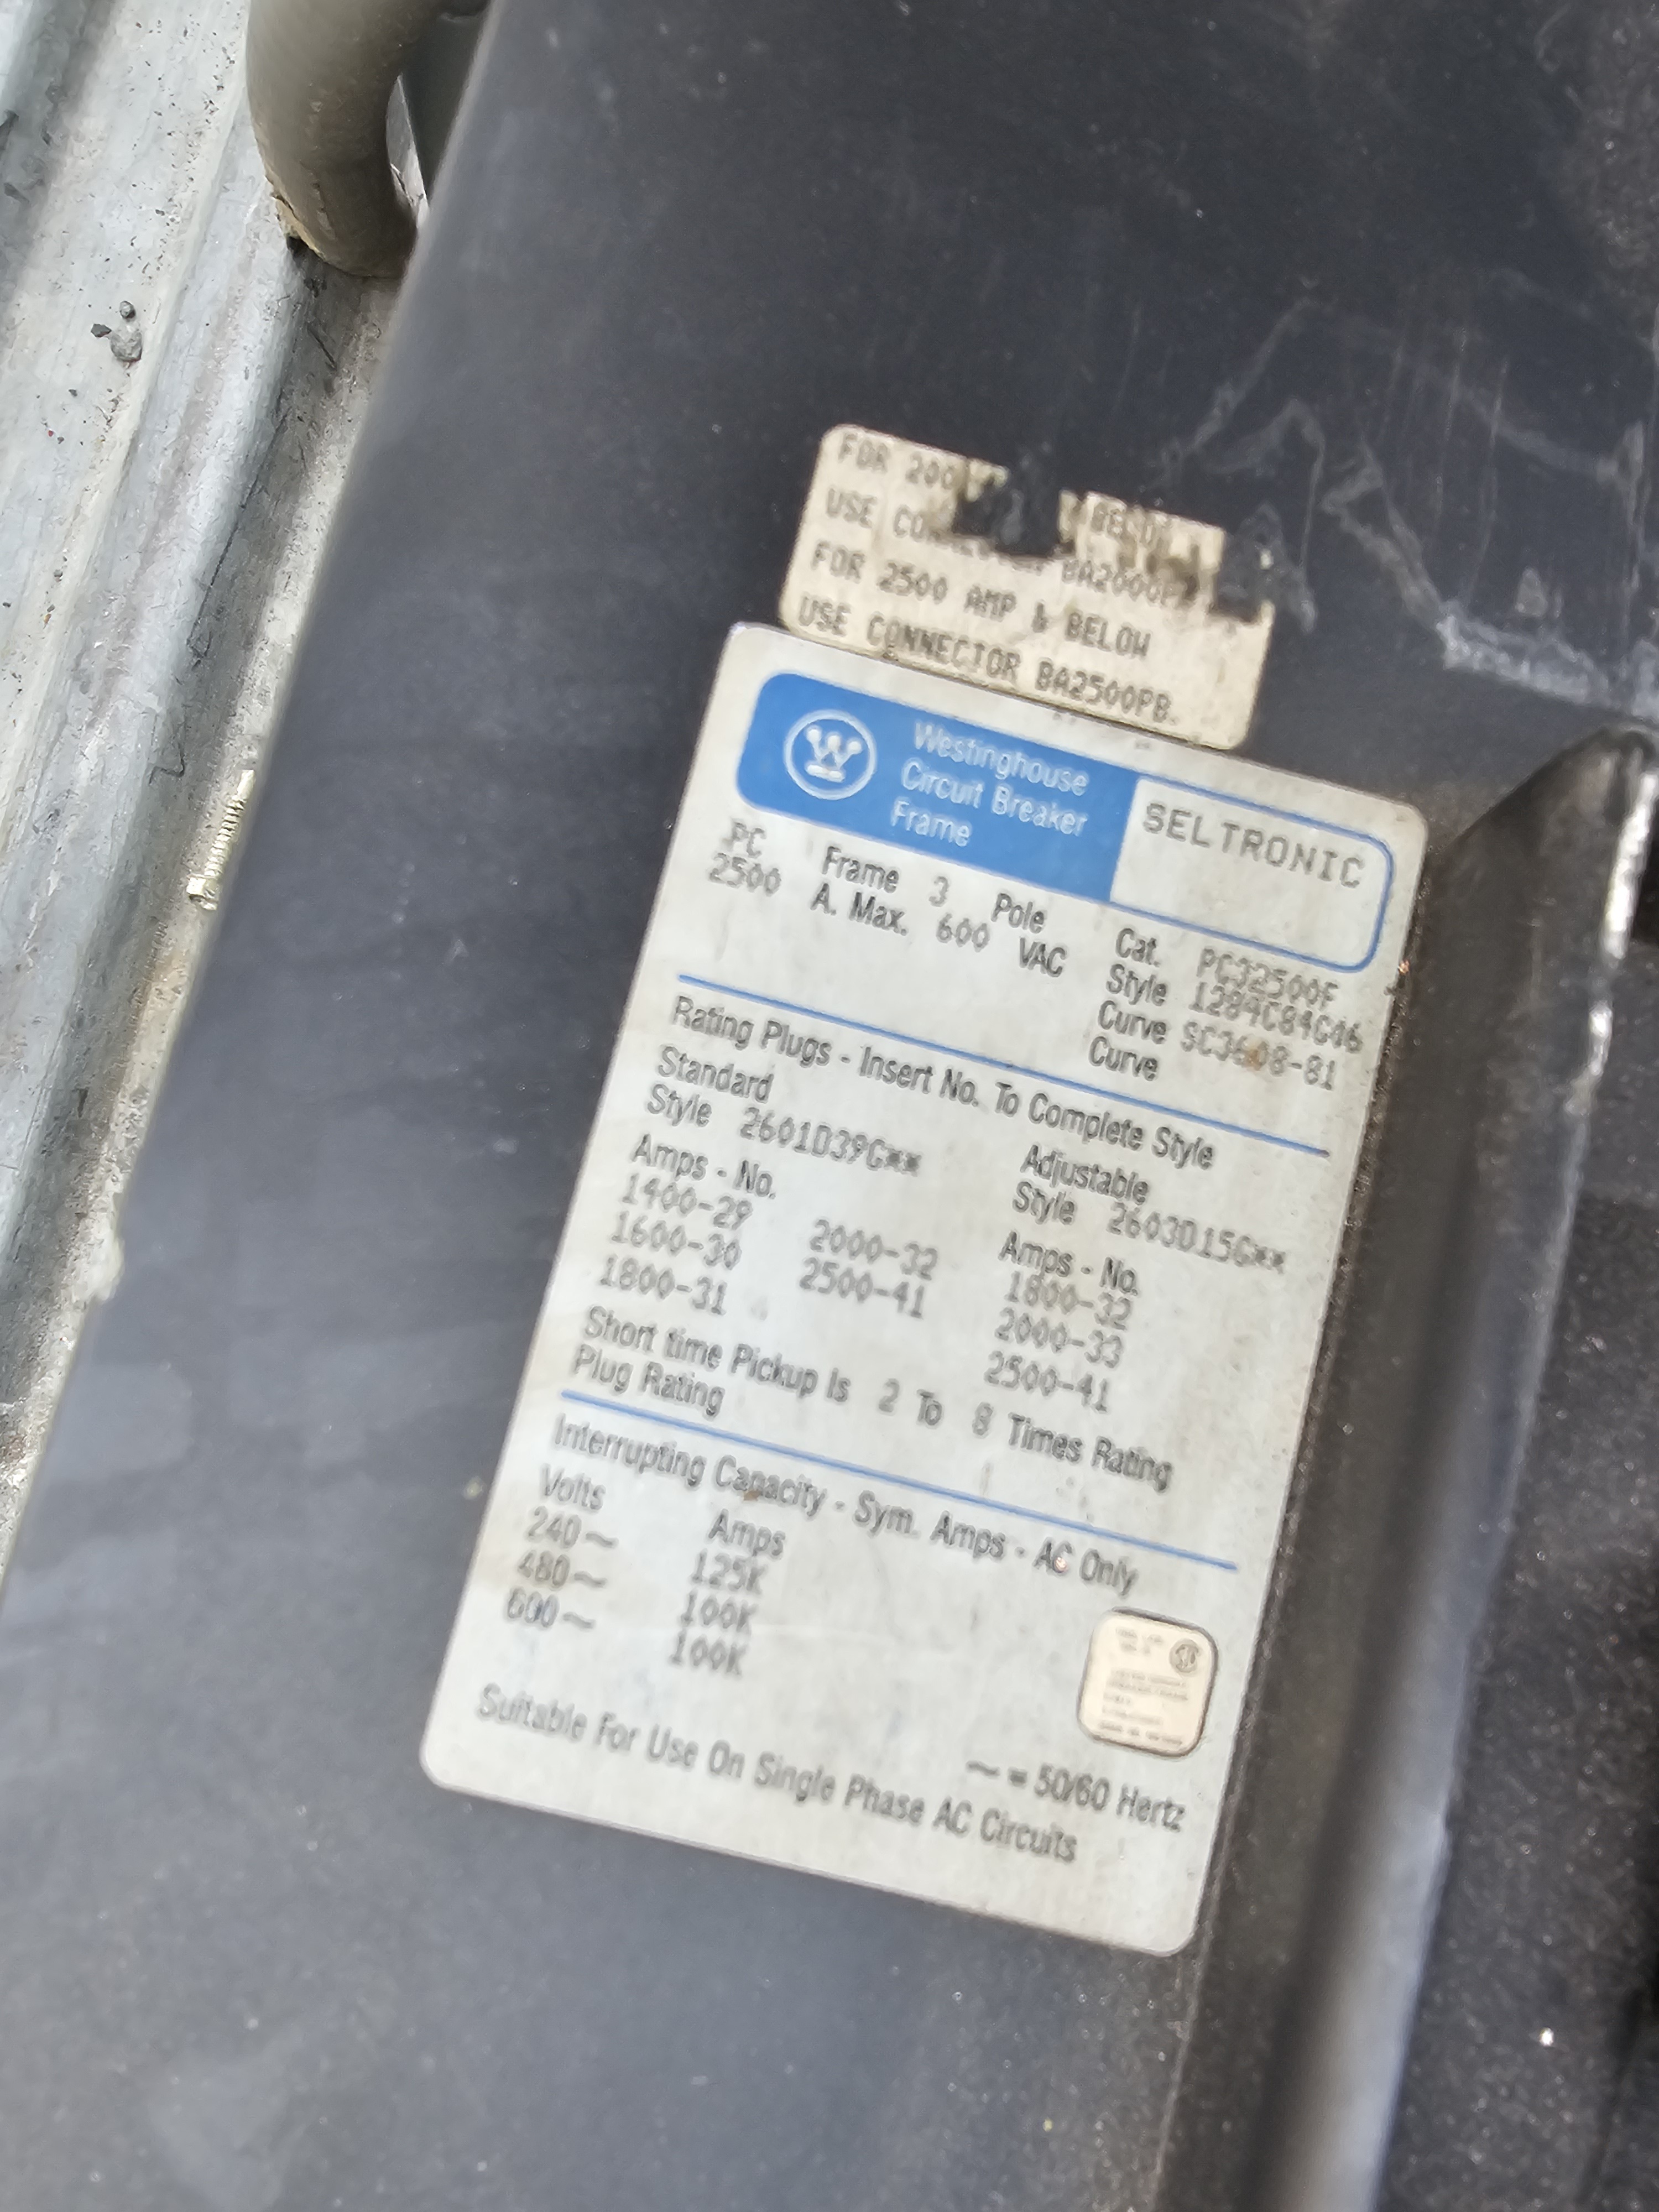 FOR 200 BELOW
USE BA2000P
FOR 2500 AMP & BELOW
USE CONNECTOR BA2500PB
W
Westinghouse
Circuit Breaker
Frame
SELTRONIC
PC Frame 3 Pole
2500 A. Max. 600 VAC
Cat. PCJ2500F
Style
Curve SC3608-81
Curve
Rating Plugs - Insert No. To Complete Style
Standard
Style 2601D39G**
Amps - No.
1400-29
1600-30 2000-32
1800-31 2500-41
Adjustable
Style 2603D15G**
Amps - No.
1800-32
2000-33
2500-41
Short time Pickup Is 2 To 8 Times Rating
Plug Rating
Interrupting Capacity - Sym. Amps - AC Only
Volts Amps
240~ 125K
480~ 100K
600~ 100K
~ = 50/60 Hertz
Suitable For Use On Single Phase AC Circuits